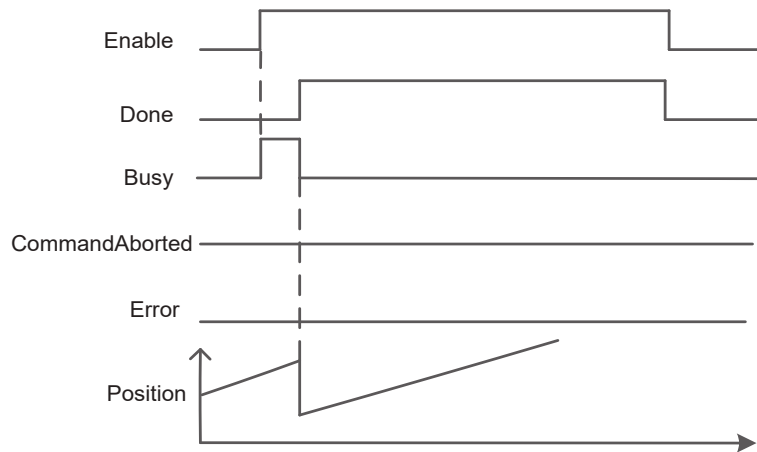 Enable
Done
Busy
CommandAborted
Error
Position